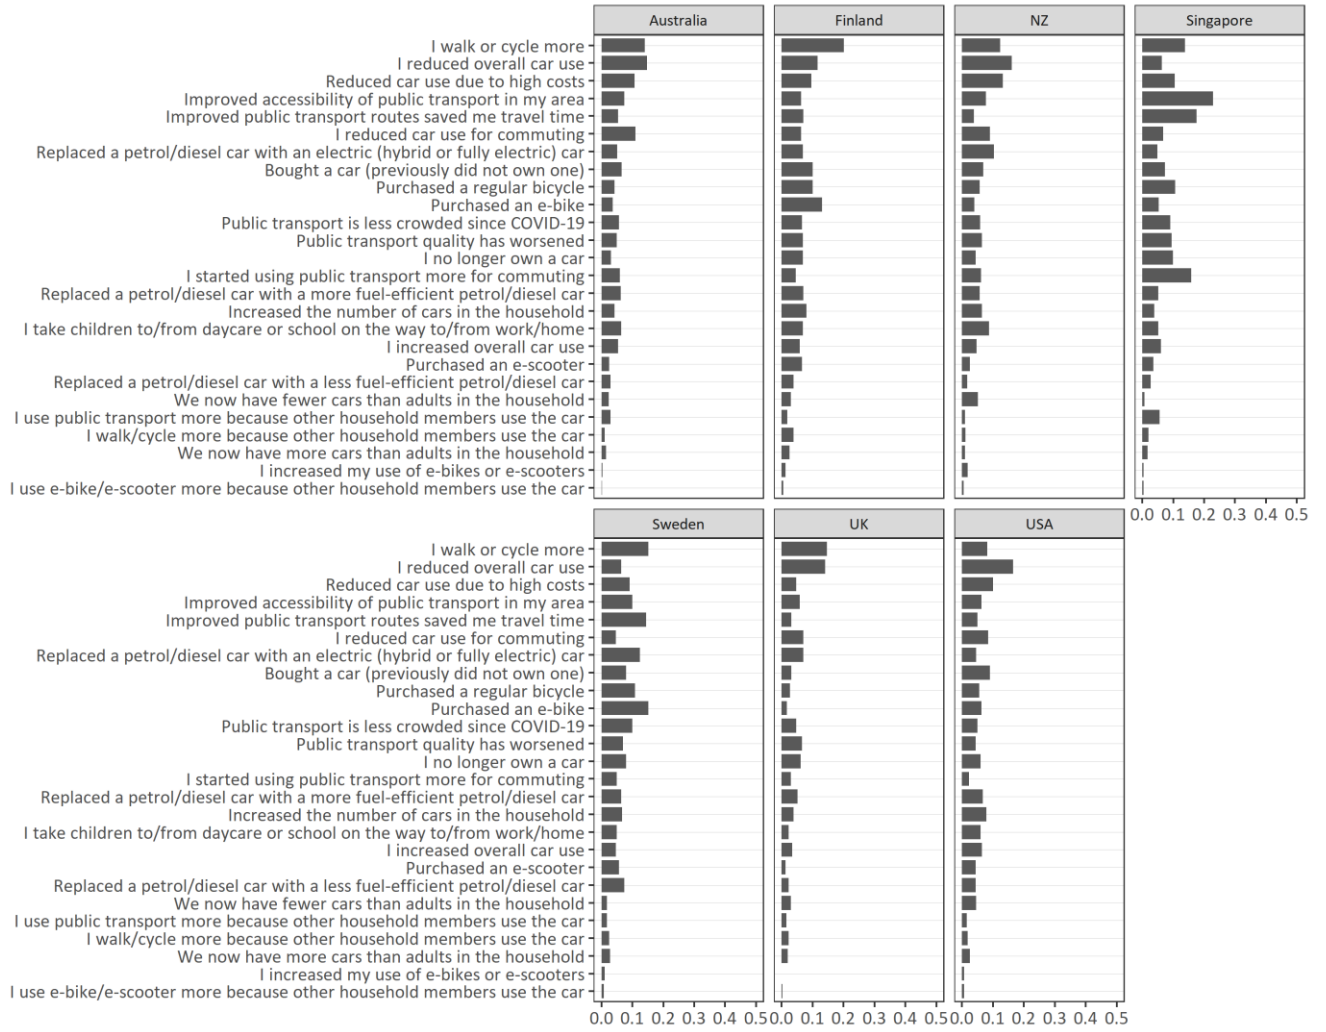 Australia Finland NZ Singapore
I walk or cycle more
I reduced overall car use
Reduced car use due to high costs
Improved accessibility of public transport in my area
Improved public transport routes saved me travel time
I reduced car use for commuting
Replaced a petrol/diesel car with an electric (hybrid or fully electric) car
Bought a car (previously did not own one)
Purchased a regular bicycle
Purchased an e-bike
Public transport is less crowded since COVID-19
Public transport quality has worsened
I no longer own a car
I started using public transport more for commuting
Replaced a petrol/diesel car with a more fuel-efficient petrol/diesel car
Increased the number of cars in the household
I take children to/from daycare or school on the way to/from work/home
I increased overall car use
Purchased an e-scooter
Replaced a petrol/diesel car with a less fuel-efficient petrol/diesel car
We now have fewer cars than adults in the household
I use public transport more because other household members use the car
I walk/cycle more because other household members use the car
We now have more cars than adults in the household
I increased my use of e-bikes or e-scooters
I use e-bike/e-scooter more because other household members use the car
0.0 0.1 0.2 0.3 0.4 0.5
Sweden UK USA
I walk or cycle more
I reduced overall car use
Reduced car use due to high costs
Improved accessibility of public transport in my area
Improved public transport routes saved me travel time
I reduced car use for commuting
Replaced a petrol/diesel car with an electric (hybrid or fully electric) car
Bought a car (previously did not own one)
Purchased a regular bicycle
Purchased an e-bike
Public transport is less crowded since COVID-19
Public transport quality has worsened
I no longer own a car
I started using public transport more for commuting
Replaced a petrol/diesel car with a more fuel-efficient petrol/diesel car
Increased the number of cars in the household
I take children to/from daycare or school on the way to/from work/home
I increased overall car use
Purchased an e-scooter
Replaced a petrol/diesel car with a less fuel-efficient petrol/diesel car
We now have fewer cars than adults in the household
I use public transport more because other household members use the car
I walk/cycle more because other household members use the car
We now have more cars than adults in the household
I increased my use of e-bikes or e-scooters
I use e-bike/e-scooter more because other household members use the car
0.0 0.1 0.2 0.3 0.4 0.5 0.0 0.1 0.2 0.3 0.4 0.5 0.0 0.1 0.2 0.3 0.4 0.5